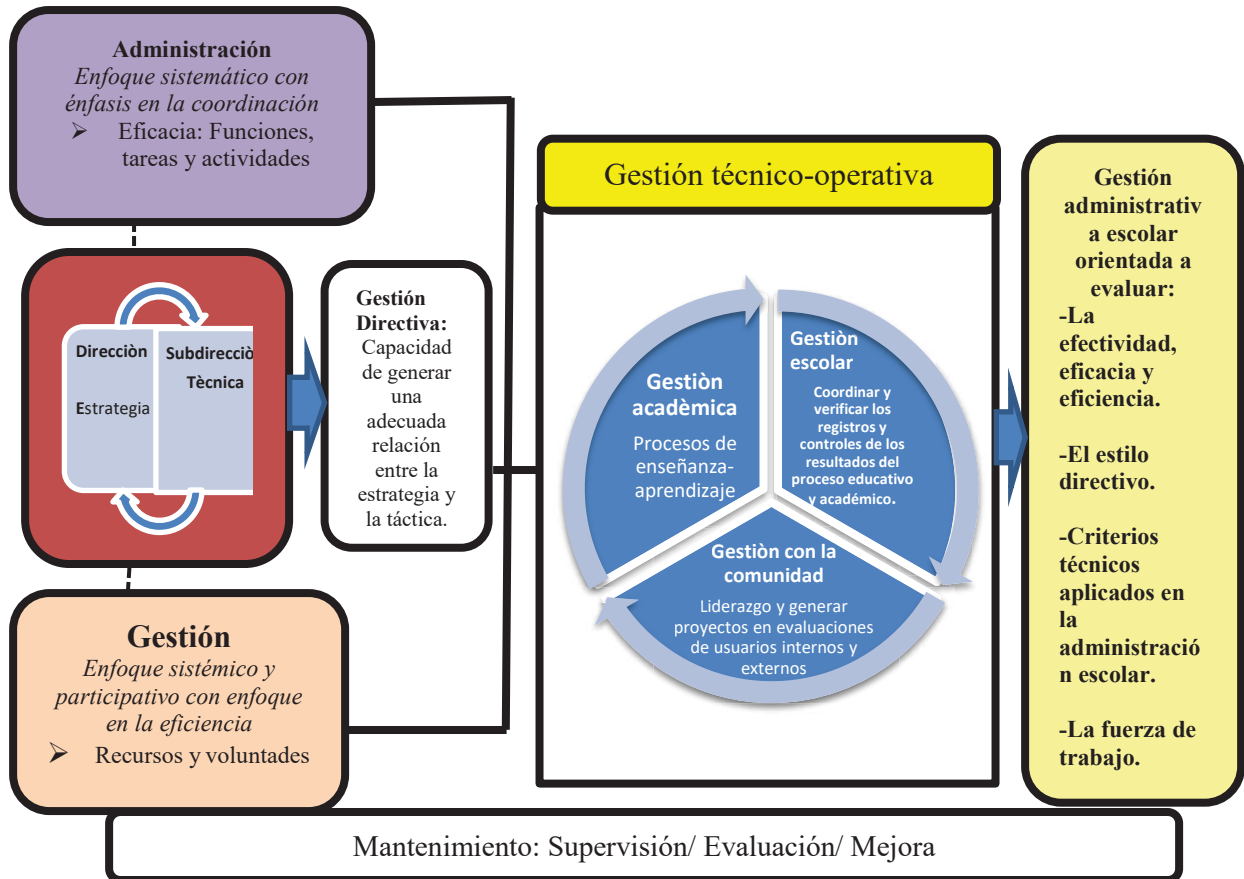 Administración
Enfoque sistemático con
énfasis en la coordinación
➢ Eficacia: Funciones,
tareas y actividades
Direcciòn
Estrategia
Subdirecciò
Tècnica
Gestión
Directiva:
Capacidad
de generar
una
adecuada
relación
entre la
estrategia y
la táctica.
Gestión
Enfoque sistémico y
participativo con enfoque
en la eficiencia
➢ Recursos y voluntades
Gestión técnico-operativa
Gestiòn
acadèmica
Procesos de
enseñanza-
aprendizaje
Gestiòn
escolar
Coordinar y
verificar los
registros y
controles de los
resultados del
proceso educativo
y académico.
Gestiòn con la
comunidad
Liderazgo y generar
proyectos en evaluaciones
de usuarios internos y
externos
Gestión
administrativ
a escolar
orientada a
evaluar:
-La
efectividad,
eficacia y
eficiencia.
-El estilo
directivo.
-Criterios
técnicos
aplicados en
la
administració
n escolar.
-La fuerza de
trabajo.
Mantenimiento: Supervisión/ Evaluación/ Mejora